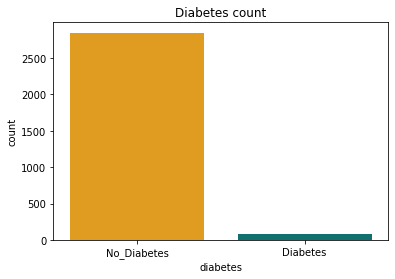 Diabetes count
2500
2000
1500
1000
500
0
count
No_Diabetes
Diabetes
diabetes